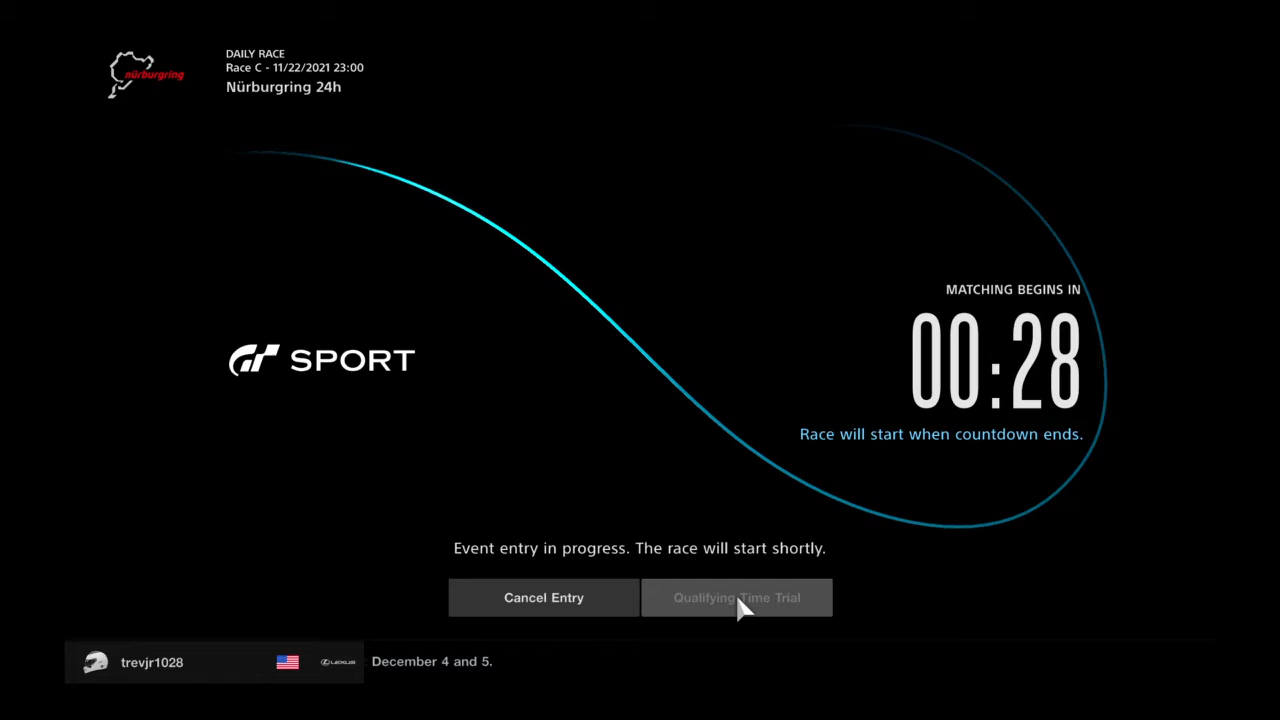 nürburgring
DAILY RACE
Race C - 11/22/2021 23:00
Nürburgring 24h
MATCHING BEGINS IN
00:28
Race will start when countdown ends.
GT SPORT
Event entry in progress. The race will start shortly.
Cancel Entry
Qualifying Time Trial
trevjr1028
LEXUS
December 4 and 5.